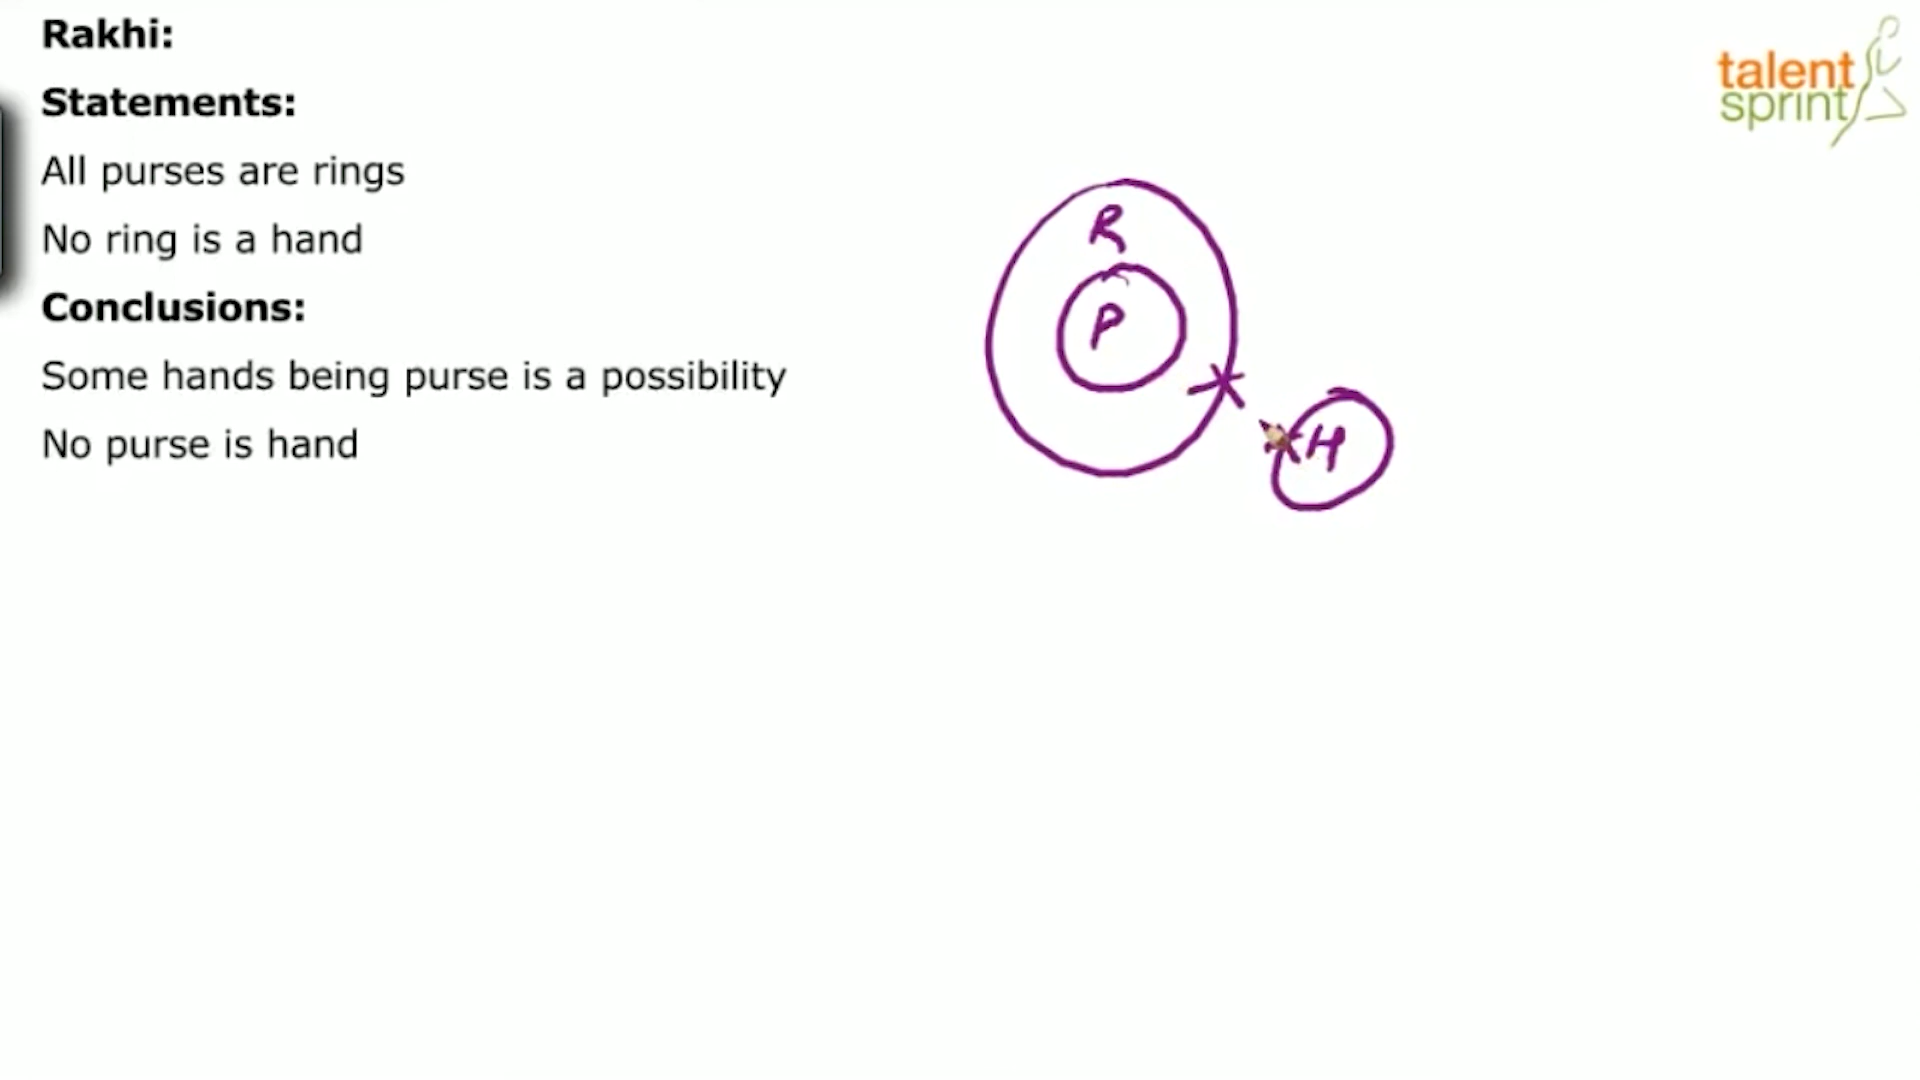 Rakhi:
Statements:
All purses are rings
No ring is a hand
Conclusions:
Some hands being purse is a possibility
No purse is hand
talent
sprint
R
P
H